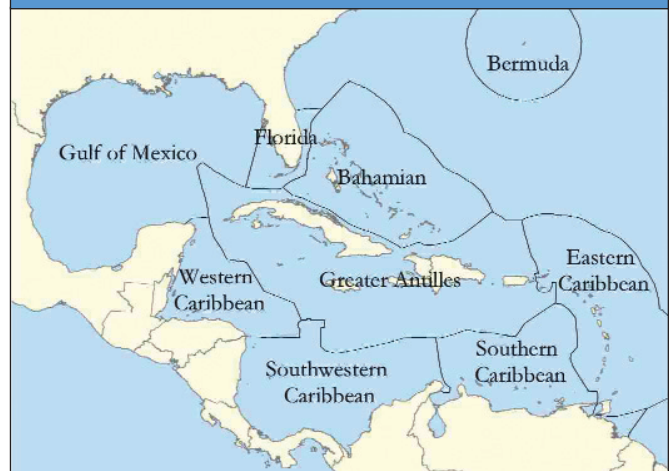 Bermuda
Florida
Gulf of Mexico
Bahamian
Western
Caribbean
Greater Antilles
Eastern
Caribbean
Southwestern
Caribbean
Southern
Caribbean